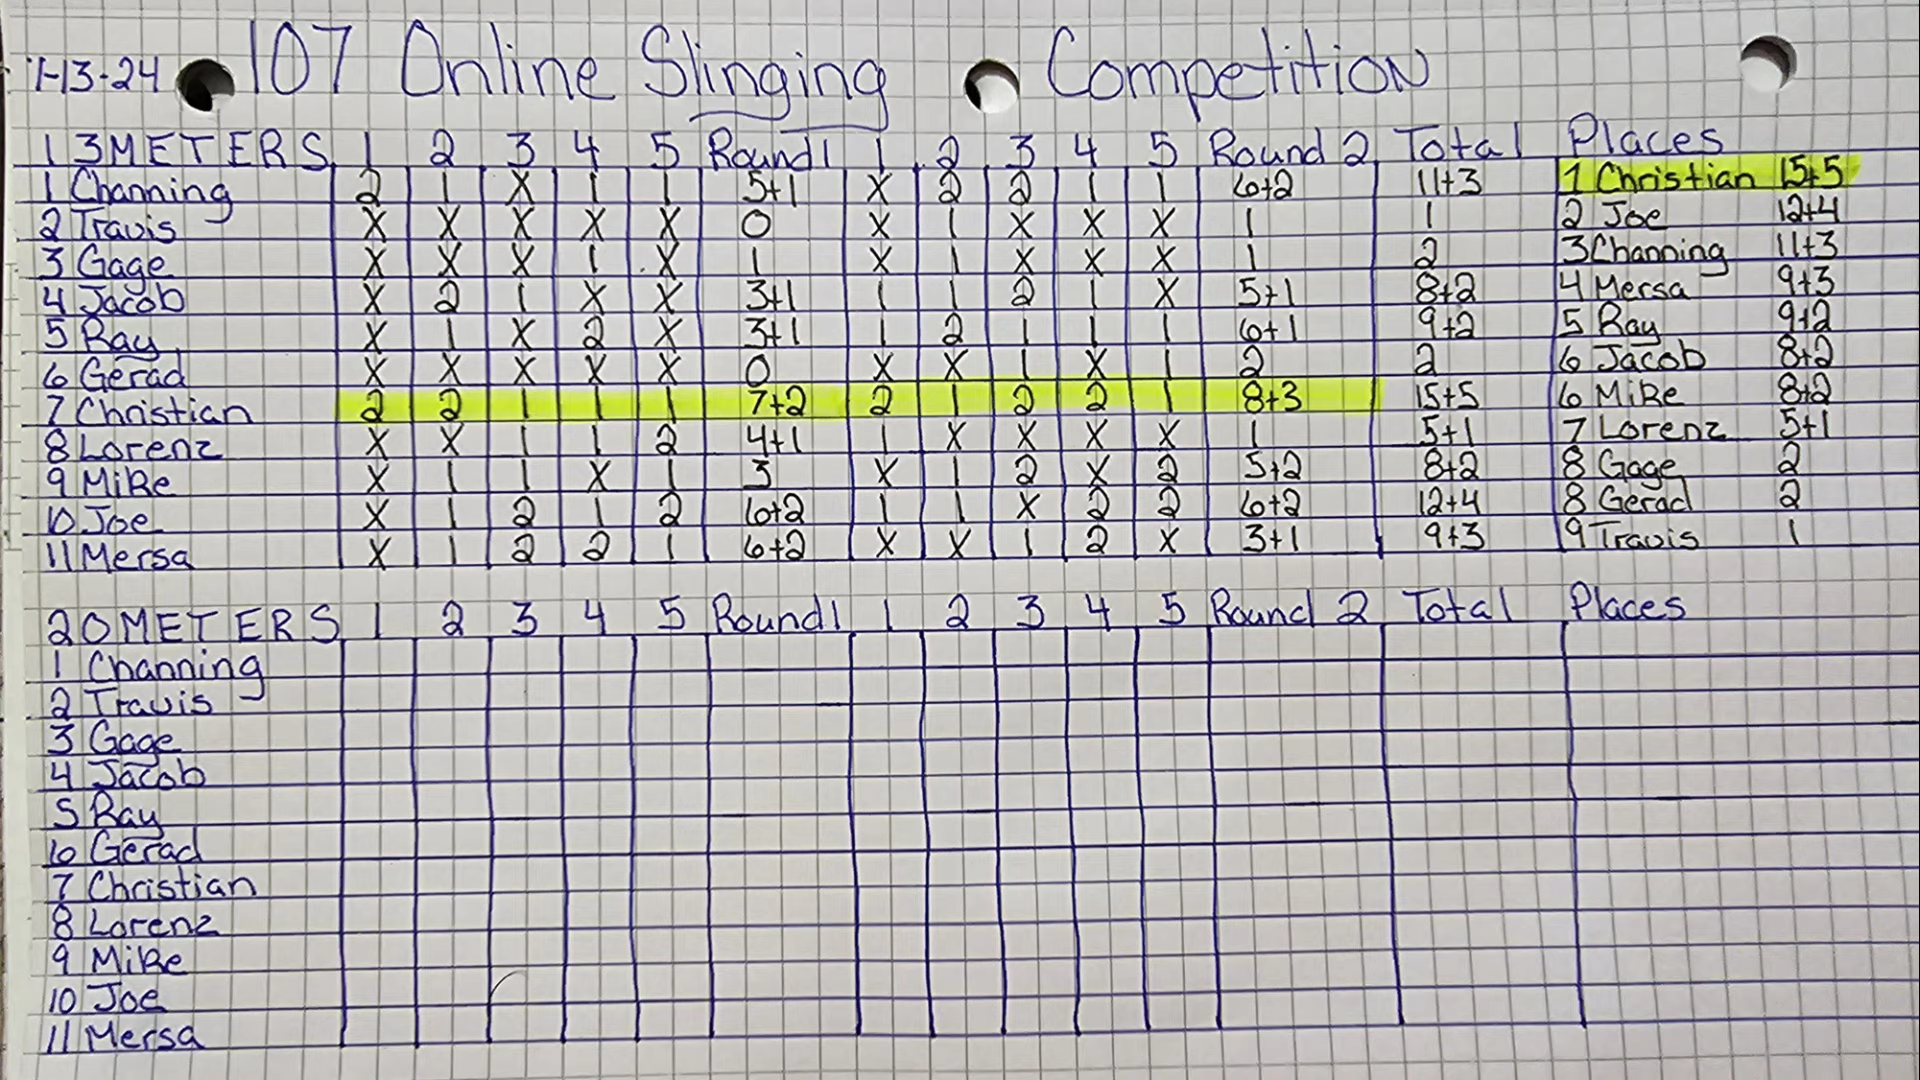 1-13-24 107 Online Slinging Competition
13METERS 1 2 3 4 5 Round1 1 2 3 4 5 Round 2 Total Places
1 Channing 2 1 X 1 1 5+1 X 2 2 1 1 6+2 11+3 1 Christian 15+5
2 Travis X X X X X 0 X 1 X X X 1 1 2 Joe 12+4
3 Gage X X X 1 X 1 X 1 X X X 1 2 3 Channing 11+3
4 Jacob X 2 1 X X 3+1 1 1 2 1 X 5+1 8+2 4 Mersa 9+3
5 Ray X 1 X 2 X 3+1 1 2 1 1 1 6+1 9+2 5 Ray 9+2
6 Gerad X X X X X 0 X X 1 X 1 2 2 6 Jacob 8+2
7 Christian 2 2 1 1 1 7+2 2 1 2 2 1 8+3 15+5 6 Mike 8+2
8 Lorenz X X 1 1 2 4+1 1 X X X X 1 5+1 7 Lorenz 5+1
9 Mike X 1 1 X 1 3 X 1 2 X 2 5+2 8+2 8 Gage 2
10 Joe X 1 2 1 2 6+2 1 1 X 2 2 6+2 12+4 8 Gerad 2
11 Mersa X 1 2 2 1 6+2 X X 1 2 X 3+1 9+3 9 Travis 1
20METERS 1 2 3 4 5 Round1 1 2 3 4 5 Round 2 Total Places
1 Channing
2 Travis
3 Gage
4 Jacob
5 Ray
6 Gerad
7 Christian
8 Lorenz
9 Mike
10 Joe
11 Mersa